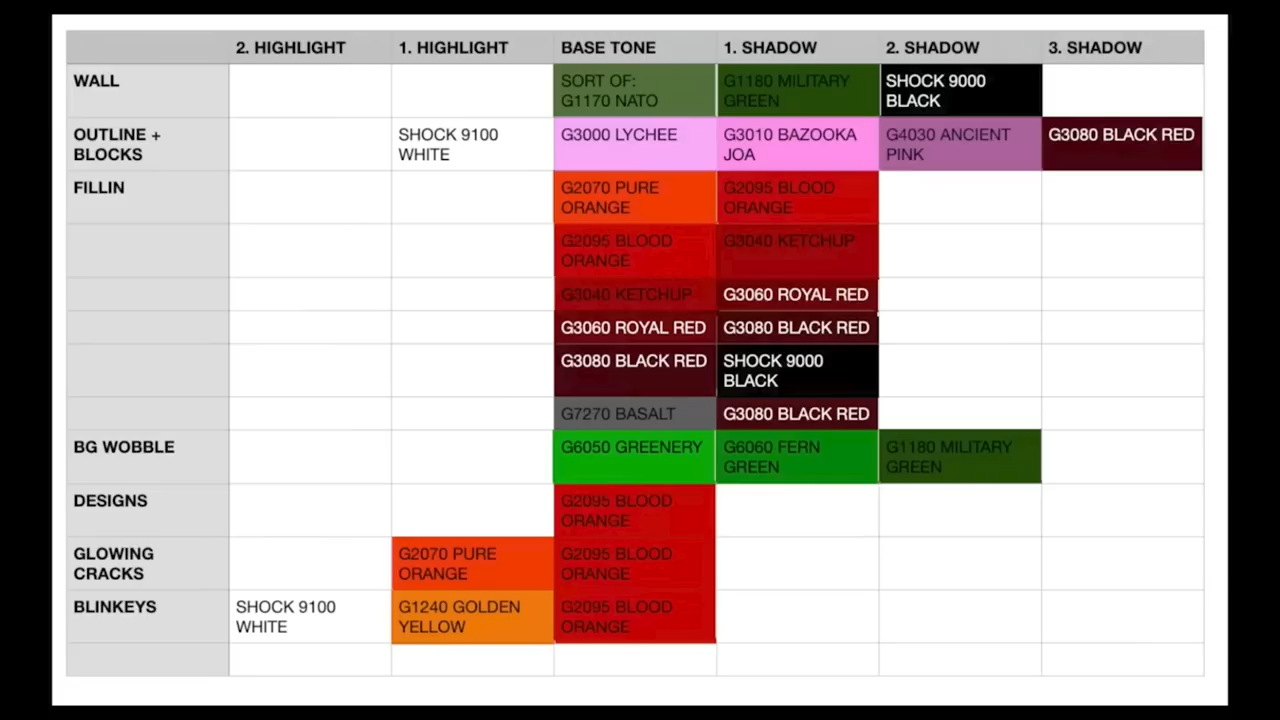 2. HIGHLIGHT 1. HIGHLIGHT BASE TONE 1. SHADOW 2. SHADOW 3. SHADOW
WALL
SORT OF:
G1170 NATO
G1180 MILITARY
GREEN
SHOCK 9000
BLACK
OUTLINE +
BLOCKS
SHOCK 9100
WHITE
G3000 LYCHEE
G3010 BAZOOKA
JOA
G4030 ANCIENT
PINK
G3080 BLACK RED
FILLIN
G2070 PURE
ORANGE
G2095 BLOOD
ORANGE
G2095 BLOOD
ORANGE
G3040 KETCHUP
G3040 KETCHUP
G3060 ROYAL RED
G3060 ROYAL RED
G3080 BLACK RED
G3080 BLACK RED
SHOCK 9000
BLACK
G7270 BASALT
G3080 BLACK RED
BG WOBBLE
G6050 GREENERY
G6060 FERN
GREEN
G1180 MILITARY
GREEN
DESIGNS
G2095 BLOOD
ORANGE
GLOWING
CRACKS
G2070 PURE
ORANGE
G2095 BLOOD
ORANGE
BLINKEYS
SHOCK 9100
WHITE
G1240 GOLDEN
YELLOW
G2095 BLOOD
ORANGE